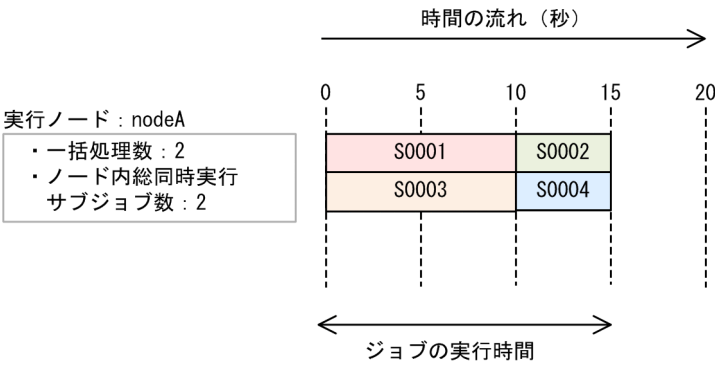 時間の流れ（秒）
0 5 10 15 20
実行ノード：nodeA
・一括処理数：2
・ノード内総同時実行
サブジョブ数：2
S0001 S0002
S0003 S0004
ジョブの実行時間